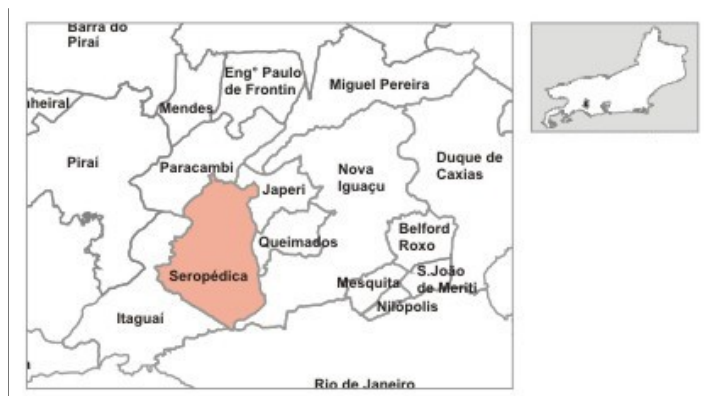 Barra do
Piraí
Eng° Paulo
de Frontin
Miguel Pereira
nheiral
Mendes
Piraí
Paracambi
Nova
Iguaçu
Duque de
Caxias
Japeri
Queimados
Belford
Roxo
Seropédica
Mesquita
S.João
de Meriti
Nilópolis
Itaguaí
Rio de Janeiro